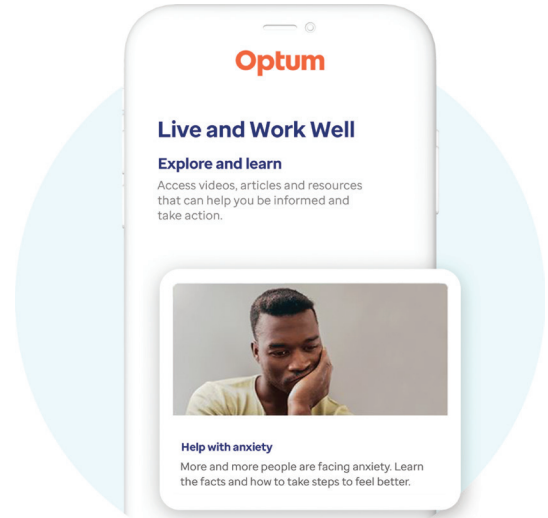 Optum
Live and Work Well
Explore and learn
Access videos, articles and resources
that can help you be informed and
take action.
Help with anxiety
More and more people are facing anxiety. Learn
the facts and how to take steps to feel better.